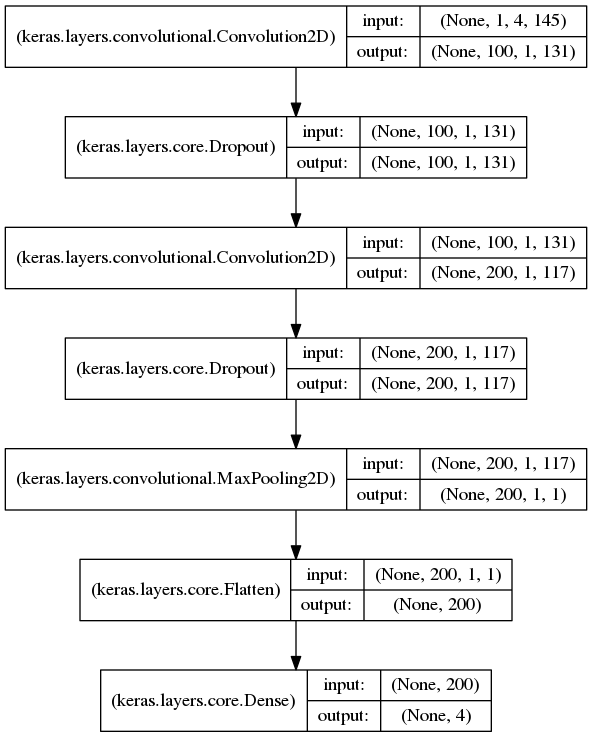 (keras.layers.convolutional.Convolution2D)
input:
(None, 1, 4, 145)
output:
(None, 100, 1, 131)
(keras.layers.core.Dropout)
input:
(None, 100, 1, 131)
output:
(None, 100, 1, 131)
(keras.layers.convolutional.Convolution2D)
input:
(None, 100, 1, 131)
output:
(None, 200, 1, 117)
(keras.layers.core.Dropout)
input:
(None, 200, 1, 117)
output:
(None, 200, 1, 117)
(keras.layers.convolutional.MaxPooling2D)
input:
(None, 200, 1, 117)
output:
(None, 200, 1, 1)
(keras.layers.core.Flatten)
input:
(None, 200, 1, 1)
output:
(None, 200)
(keras.layers.core.Dense)
input:
(None, 200)
output:
(None, 4)